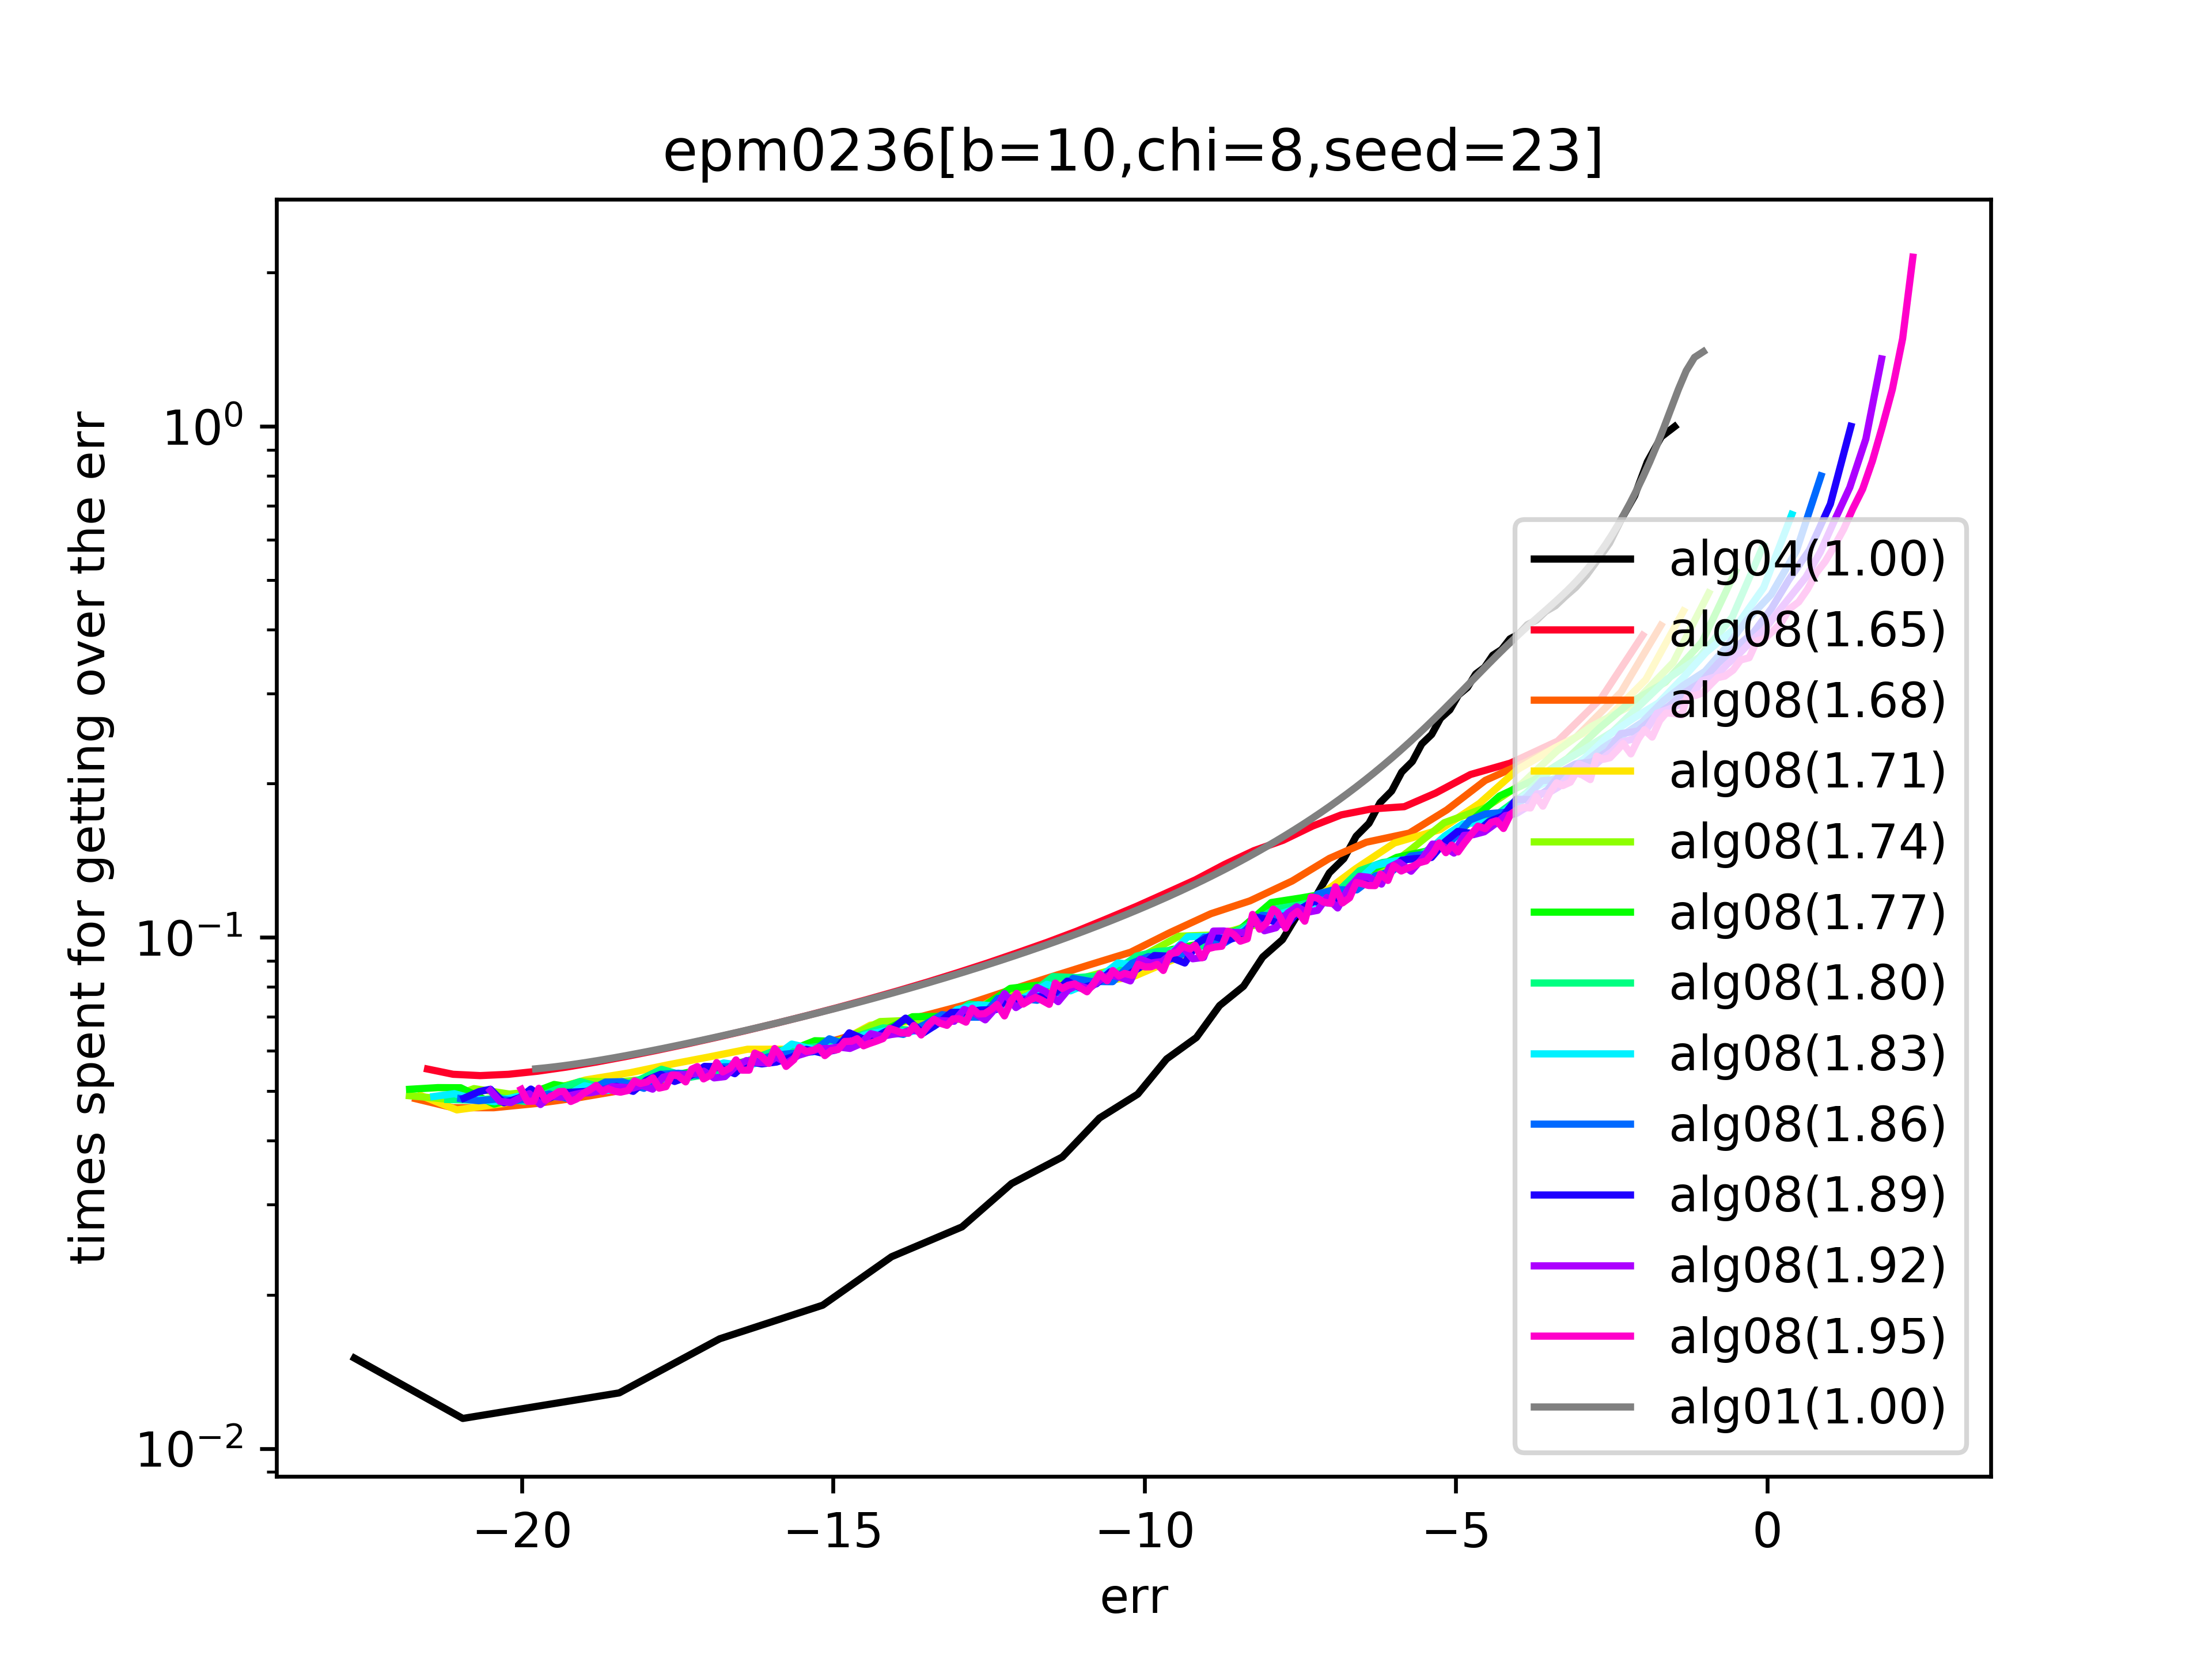 epm0236[b=10,chi=8,seed=23]
times spent for getting over the err
10⁰
10⁻¹
10⁻²
−20 −15 −10 −5 0
err
alg04(1.00)
alg08(1.65)
alg08(1.68)
alg08(1.71)
alg08(1.74)
alg08(1.77)
alg08(1.80)
alg08(1.83)
alg08(1.86)
alg08(1.89)
alg08(1.92)
alg08(1.95)
alg01(1.00)